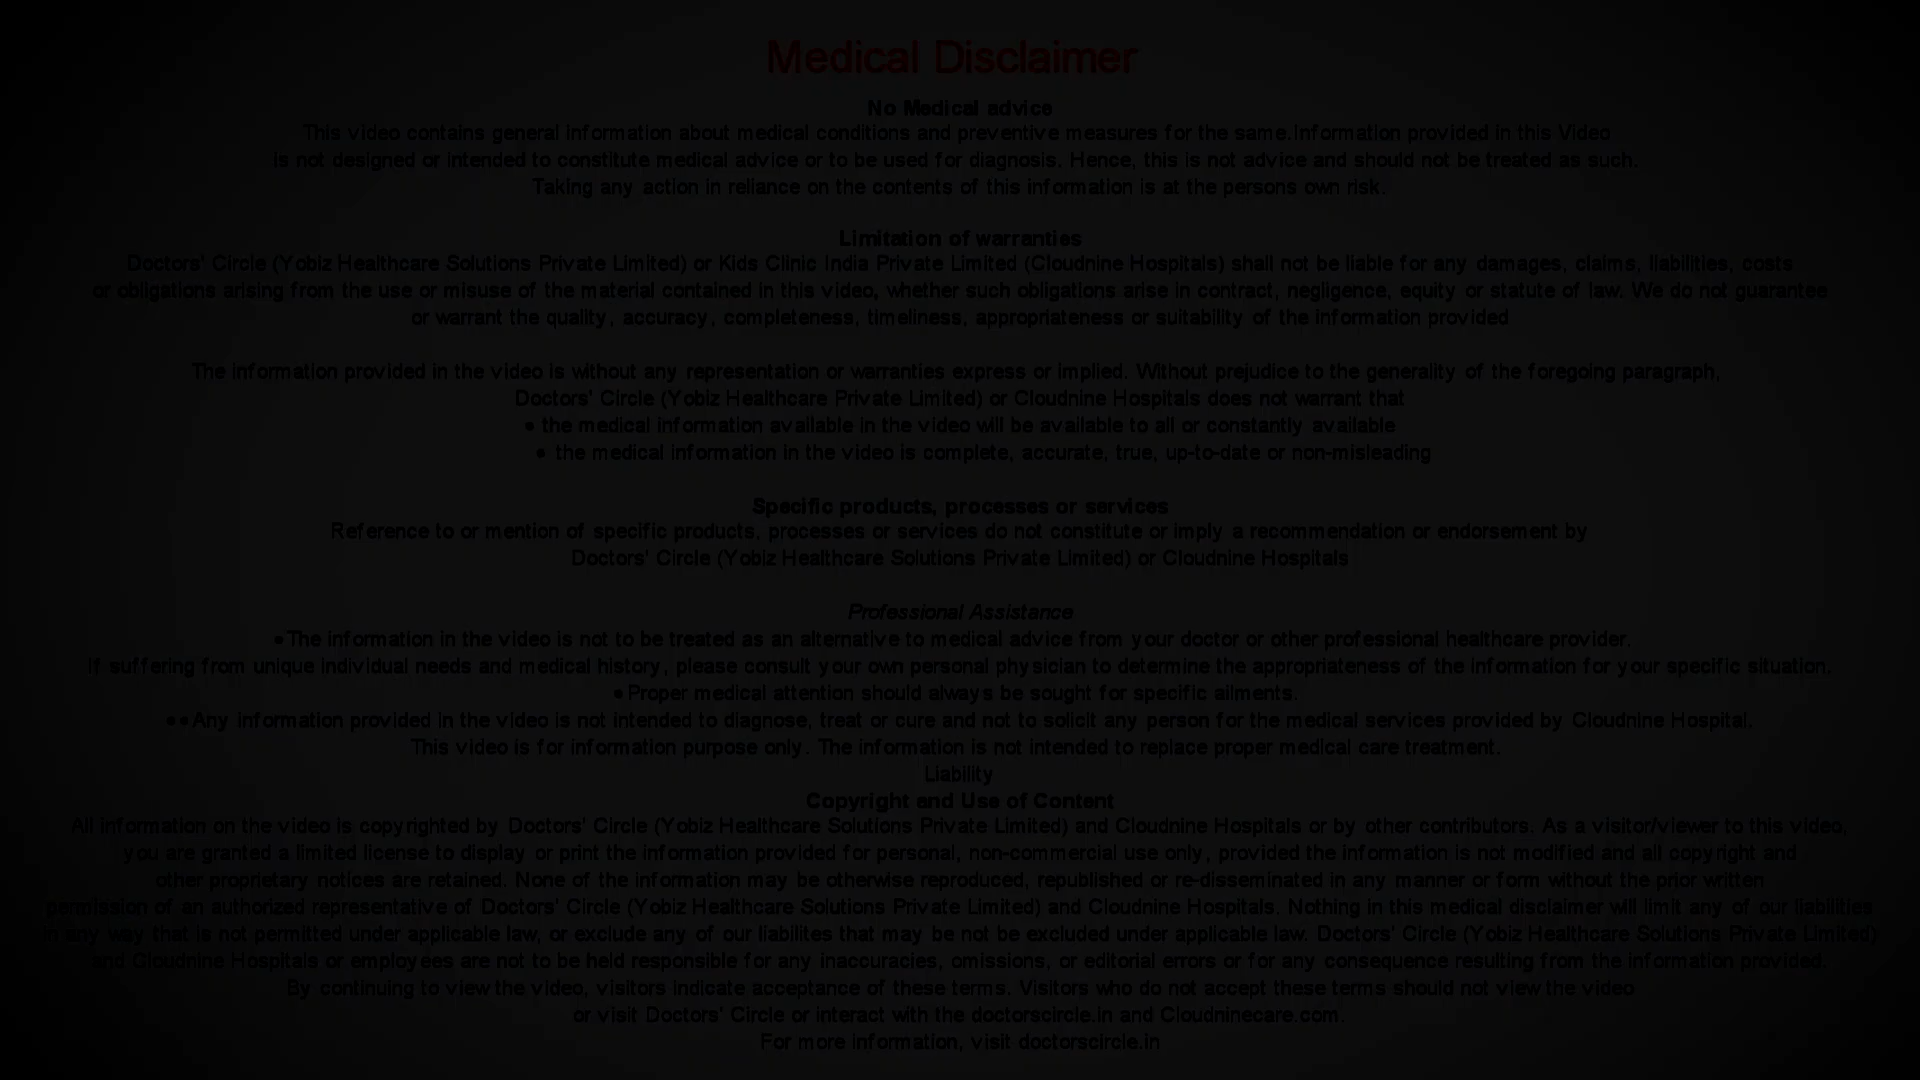 Medical Disclaimer
No Medical advice
This video contains general information about medical conditions and preventive measures for the same.Information provided in this Video
is not designed or intended to constitute medical advice or to be used for diagnosis. Hence, this is not advice and should not be treated as such.
Taking any action in reliance on the contents of this information is at the persons own risk.
Limitation of warranties
Doctors' Circle (Yobiz Healthcare Solutions Private Limited) or Kids Clinic India Private Limited (Cloudnine Hospitals) shall not be liable for any damages, claims, liabilities, costs
or obligations arising from the use or misuse of the material contained in this video, whether such obligations arise in contract, negligence, equity or statute of law. We do not guarantee
or warrant the quality, accuracy, completeness, timeliness, appropriateness or suitability of the information provided
The information provided in the video is without any representation or warranties express or implied. Without prejudice to the generality of the foregoing paragraph,
Doctors' Circle (Yobiz Healthcare Private Limited) or Cloudnine Hospitals does not warrant that
• the medical information available in the video will be available to all or constantly available
• the medical information in the video is complete, accurate, true, up-to-date or non-misleading
Specific products, processes or services
Reference to or mention of specific products, processes or services do not constitute or imply a recommendation or endorsement by
Doctors' Circle (Yobiz Healthcare Solutions Private Limited) or Cloudnine Hospitals
Professional Assistance
•The information in the video is not to be treated as an alternative to medical advice from your doctor or other professional healthcare provider.
If suffering from unique individual needs and medical history, please consult your own personal physician to determine the appropriateness of the information for your specific situation.
•Proper medical attention should always be sought for specific ailments.
••Any information provided in the video is not intended to diagnose, treat or cure and not to solicit any person for the medical services provided by Cloudnine Hospital.
This video is for information purpose only. The information is not intended to replace proper medical care treatment.
Liability
Copyright and Use of Content
All information on the video is copyrighted by Doctors' Circle (Yobiz Healthcare Solutions Private Limited) and Cloudnine Hospitals or by other contributors. As a visitor/viewer to this video,
you are granted a limited license to display or print the information provided for personal, non-commercial use only, provided the information is not modified and all copyright and
other proprietary notices are retained. None of the information may be otherwise reproduced, republished or re-disseminated in any manner or form without the prior written
permission of an authorized representative of Doctors' Circle (Yobiz Healthcare Solutions Private Limited) and Cloudnine Hospitals. Nothing in this medical disclaimer will limit any of our liabilities
in any way that is not permitted under applicable law, or exclude any of our liabilites that may be not be excluded under applicable law. Doctors' Circle (Yobiz Healthcare Solutions Private Limited)
and Cloudnine Hospitals or employees are not to be held responsible for any inaccuracies, omissions, or editorial errors or for any consequence resulting from the information provided.
By continuing to view the video, visitors indicate acceptance of these terms. Visitors who do not accept these terms should not view the video
or visit Doctors' Circle or interact with the doctorscircle.in and Cloudninecare.com.
For more information, visit doctorscircle.in